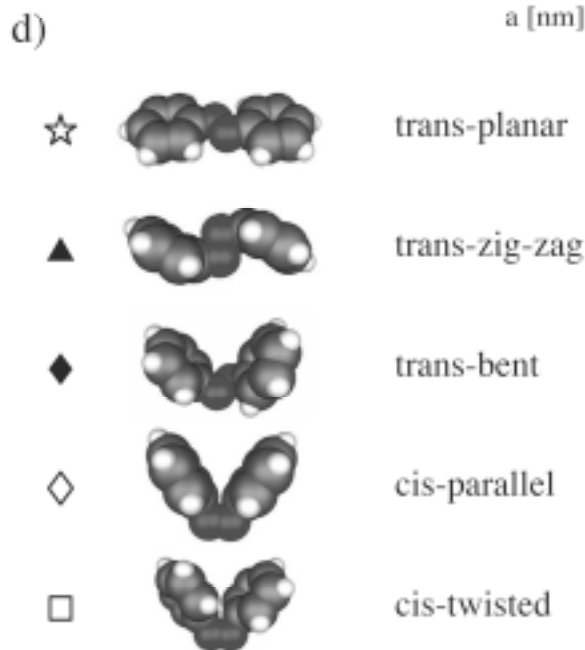 d)
a [nm]
trans-planar
trans-zig-zag
trans-bent
cis-parallel
cis-twisted